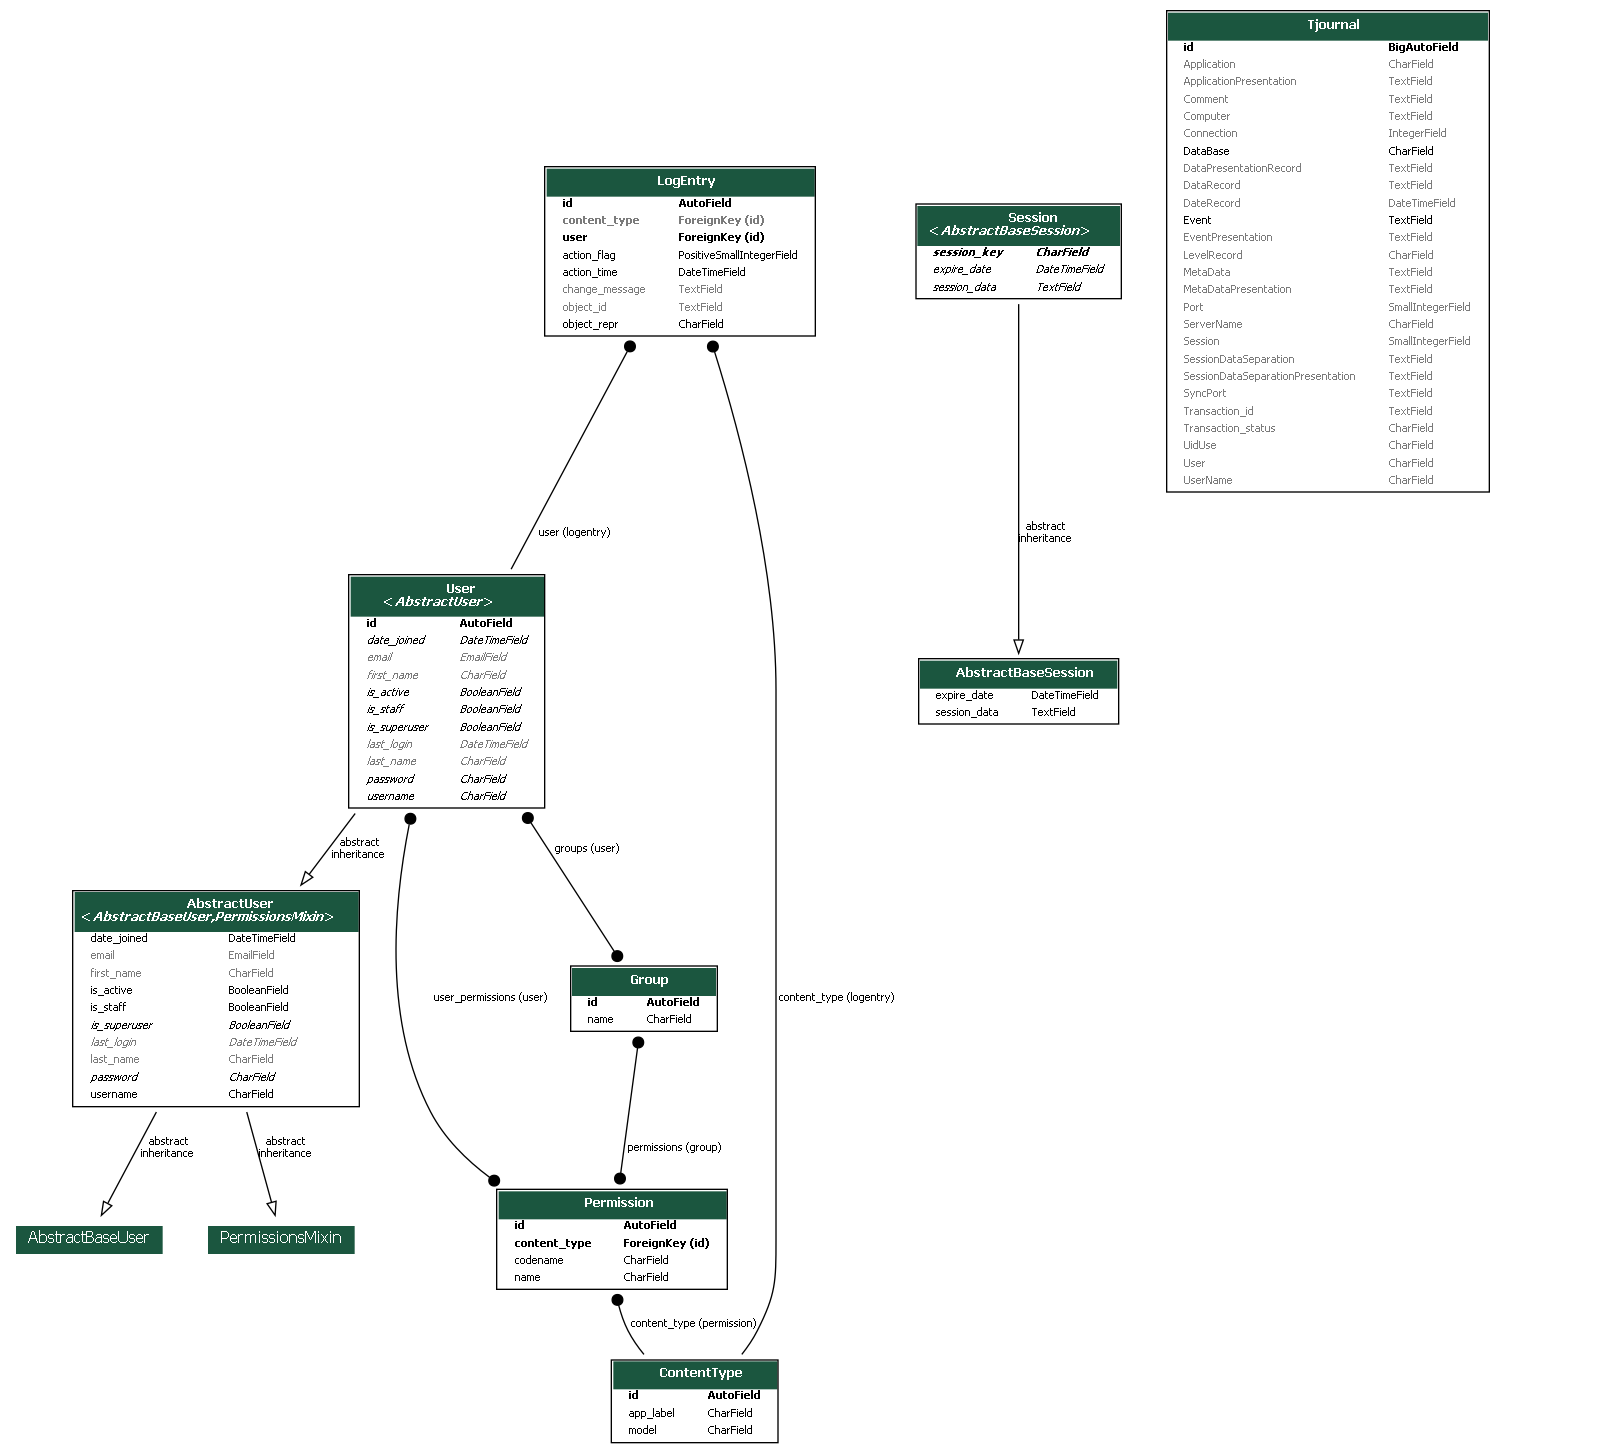 Tjournal
id BigAutoField
Application CharField
ApplicationPresentation TextField
Comment TextField
Computer TextField
Connection IntegerField
DataBase CharField
DataPresentationRecord TextField
DataRecord TextField
DateRecord DateTimeField
Event TextField
EventPresentation TextField
LevelRecord CharField
MetaData TextField
MetaDataPresentation TextField
Port SmallIntegerField
ServerName CharField
Session SmallIntegerField
SessionDataSeparation TextField
SessionDataSeparationPresentation TextField
SyncPort TextField
Transaction_id TextField
Transaction_status CharField
UidUse CharField
User CharField
UserName CharField
LogEntry
id AutoField
content_type ForeignKey (id)
user ForeignKey (id)
action_flag PositiveSmallIntegerField
action_time DateTimeField
change_message TextField
object_id TextField
object_repr CharField
Session
<AbstractBaseSession>
session_key CharField
expire_date DateTimeField
session_data TextField
user (logentry)
abstract
inheritance
User
<AbstractUser>
id AutoField
date_joined DateTimeField
email EmailField
first_name CharField
is_active BooleanField
is_staff BooleanField
is_superuser BooleanField
last_login DateTimeField
last_name CharField
password CharField
username CharField
AbstractBaseSession
expire_date DateTimeField
session_data TextField
abstract
inheritance
groups (user)
AbstractUser
<AbstractBaseUser,PermissionsMixin>
date_joined DateTimeField
email EmailField
first_name CharField
is_active BooleanField
is_staff BooleanField
is_superuser BooleanField
last_login DateTimeField
last_name CharField
password CharField
username CharField
user_permissions (user)
Group
id AutoField
name CharField
content_type (logentry)
abstract
inheritance
abstract
inheritance
permissions (group)
AbstractBaseUser
PermissionsMixin
Permission
id AutoField
content_type ForeignKey (id)
codename CharField
name CharField
content_type (permission)
ContentType
id AutoField
app_label CharField
model CharField